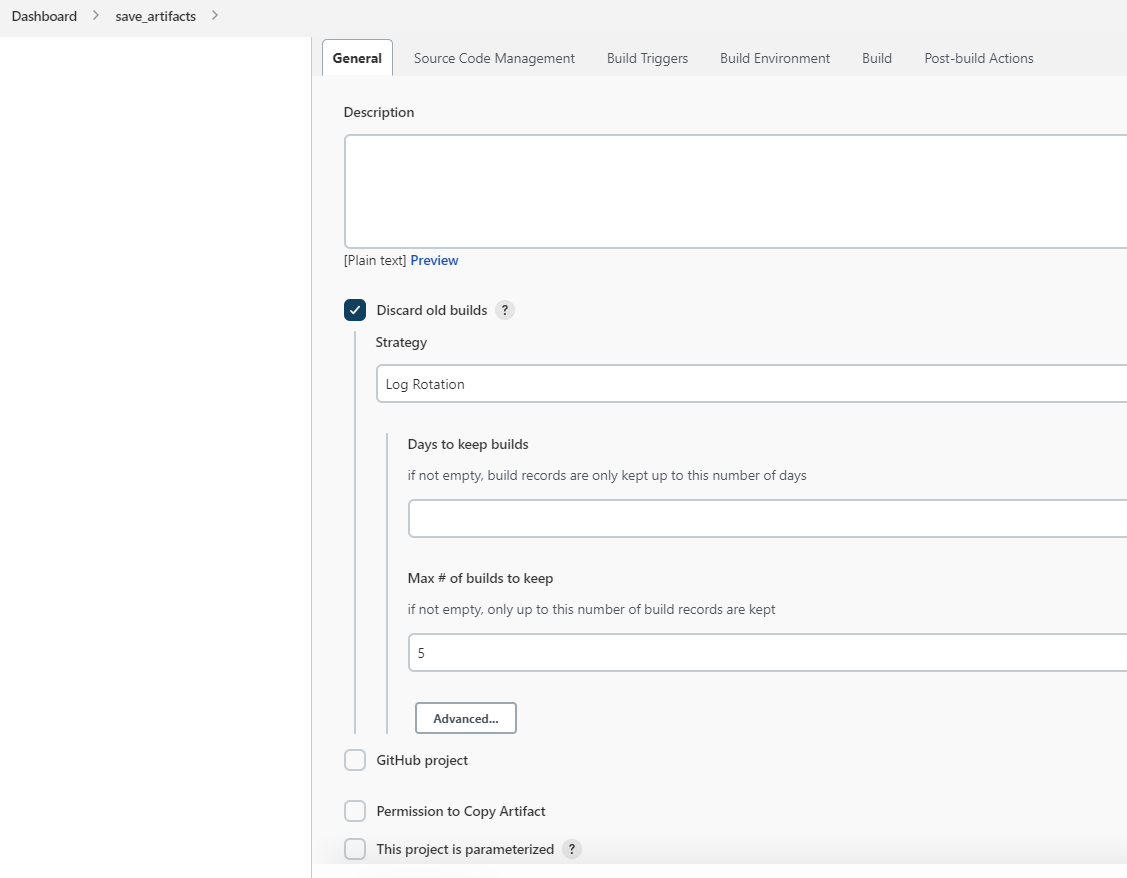 Dashboard > save_artifacts >
General Source Code Management Build Triggers Build Environment Build Post-build Actions
Description
[Plain text] Preview
Discard old builds ?
Strategy
Log Rotation
Days to keep builds
if not empty, build records are only kept up to this number of days
Max # of builds to keep
if not empty, only up to this number of build records are kept
5
Advanced...
GitHub project
Permission to Copy Artifact
This project is parameterized ?